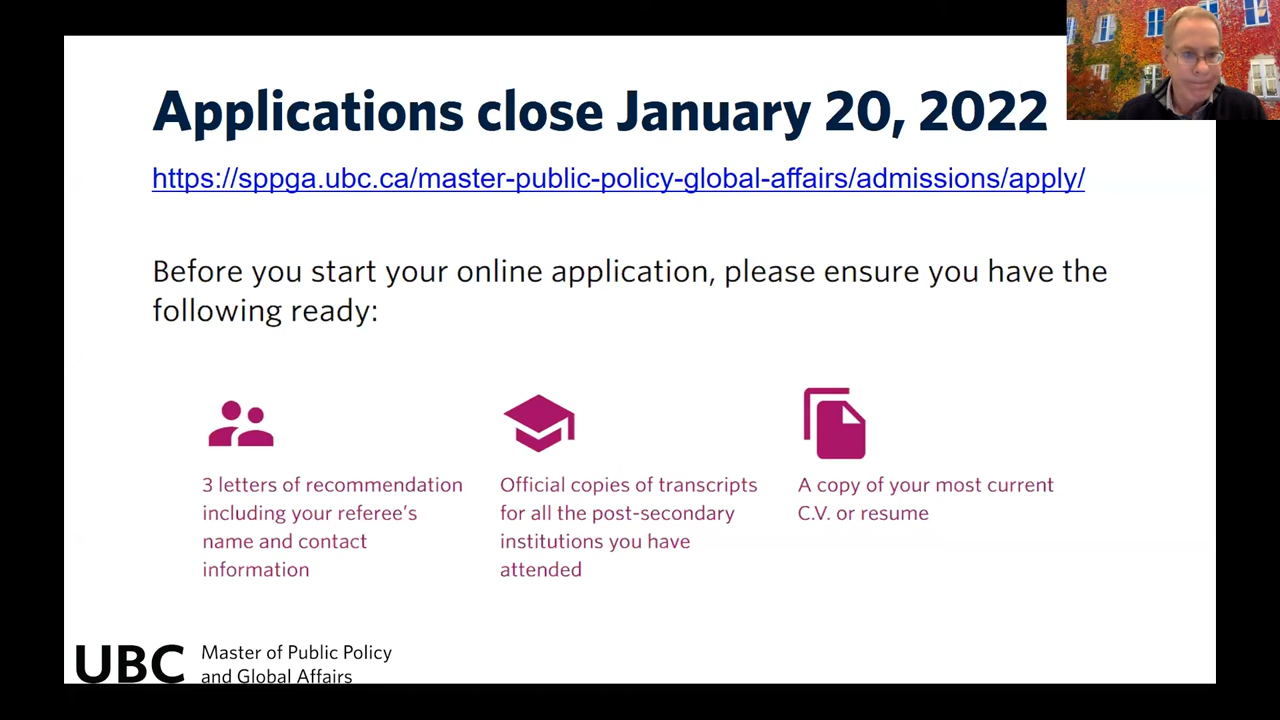 Applications close January 20, 2022
https://sppga.ubc.ca/master-public-policy-global-affairs/admissions/apply/
Before you start your online application, please ensure you have the
following ready:
3 letters of recommendation
including your referee's
name and contact
information
Official copies of transcripts
for all the post-secondary
institutions you have
attended
A copy of your most current
C.V. or resume
UBC
Master of Public Policy
and Global Affairs